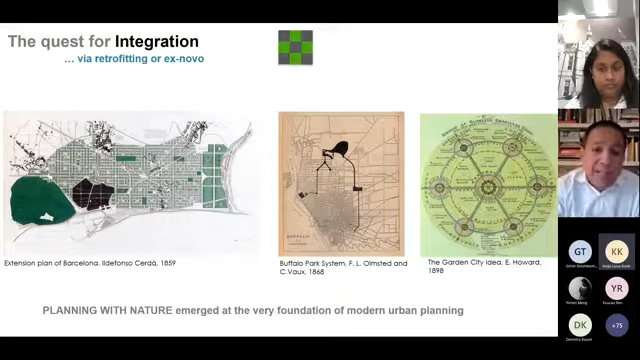 The quest for Integration
… via retrofitting or ex-novo
Extension plan of Barcelona. Ildefonso Cerdà, 1859
Buffalo Park System, F. L. Olmsted and
C.Vaux, 1868
The Garden City idea, E. Howard,
1898
PLANNING WITH NATURE emerged at the very foundation of modern urban planning
BUFFALO
GT
KK
YR
DK
+75